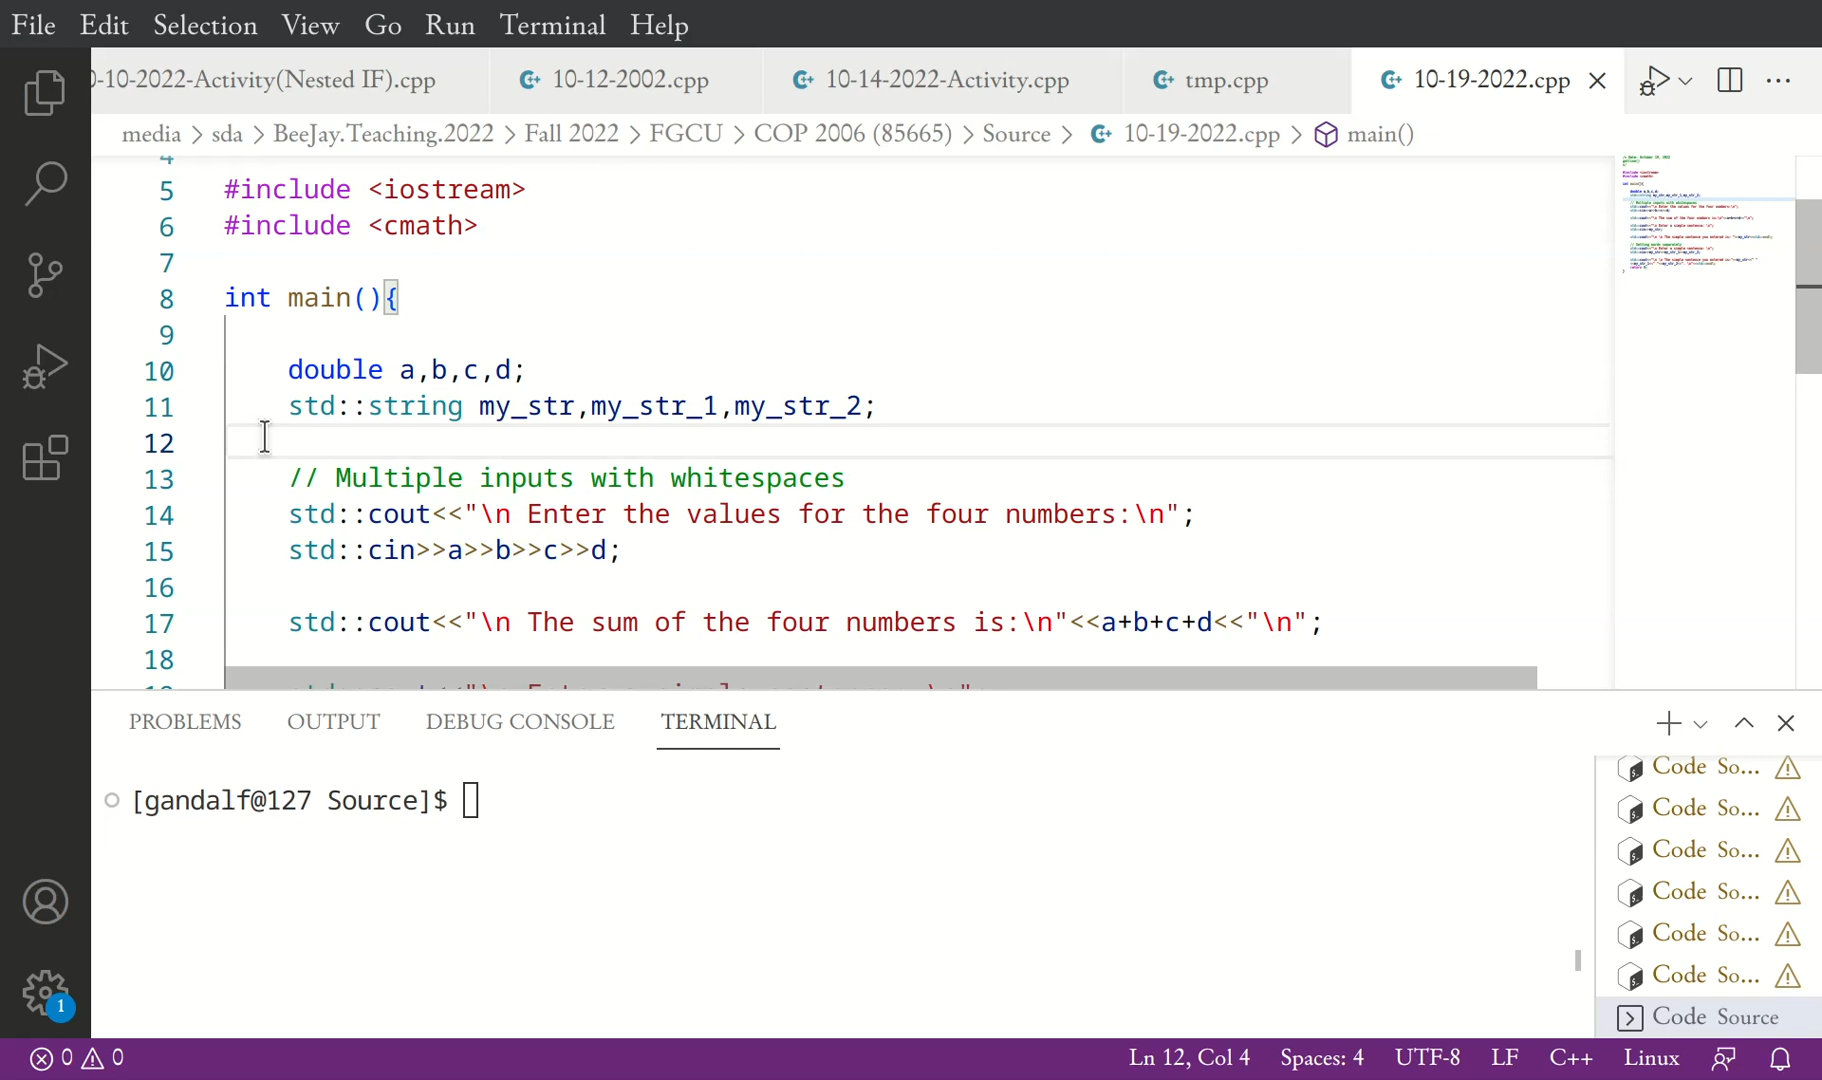 File Edit Selection View Go Run Terminal Help
0-10-2022-Activity(Nested IF).cpp 10-12-2002.cpp 10-14-2022-Activity.cpp tmp.cpp 10-19-2022.cpp
media > sda > BeeJay.Teaching.2022 > Fall 2022 > FGCU > COP 2006 (85665) > Source > 10-19-2022.cpp > main()
5 #include <iostream>
6 #include <cmath>
7
8 int main(){
9
10 double a,b,c,d;
11 std::string my_str,my_str_1,my_str_2;
12
13 // Multiple inputs with whitespaces
14 std::cout<<"\n Enter the values for the four numbers:\n";
15 std::cin>>a>>b>>c>>d;
16
17 std::cout<<"\n The sum of the four numbers is:\n"<<a+b+c+d<<"\n";
18
PROBLEMS OUTPUT DEBUG CONSOLE TERMINAL
[gandalf@127 Source]$
Code So...
Code So...
Code So...
Code So...
Code So...
Code So...
Code Source
1
0 0 Ln 12, Col 4 Spaces: 4 UTF-8 LF C++ Linux